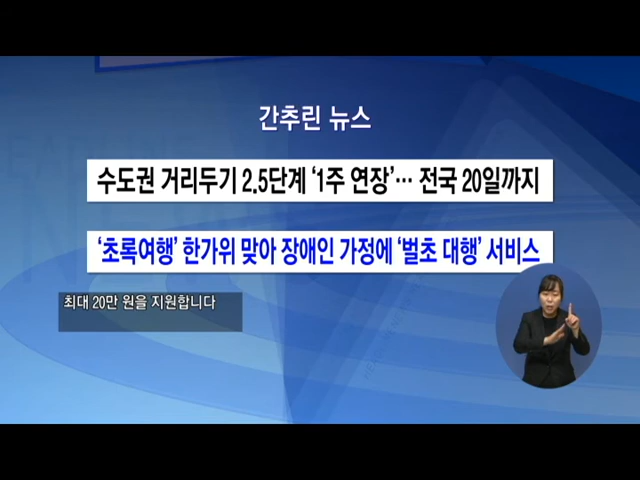 간추린 뉴스
수도권 거리두기 2.5단계 ‘1주 연장’… 전국 20일까지
‘초록여행’ 한가위 맞아 장애인 가정에 ‘벌초 대행’ 서비스
최대 20만 원을 지원합니다